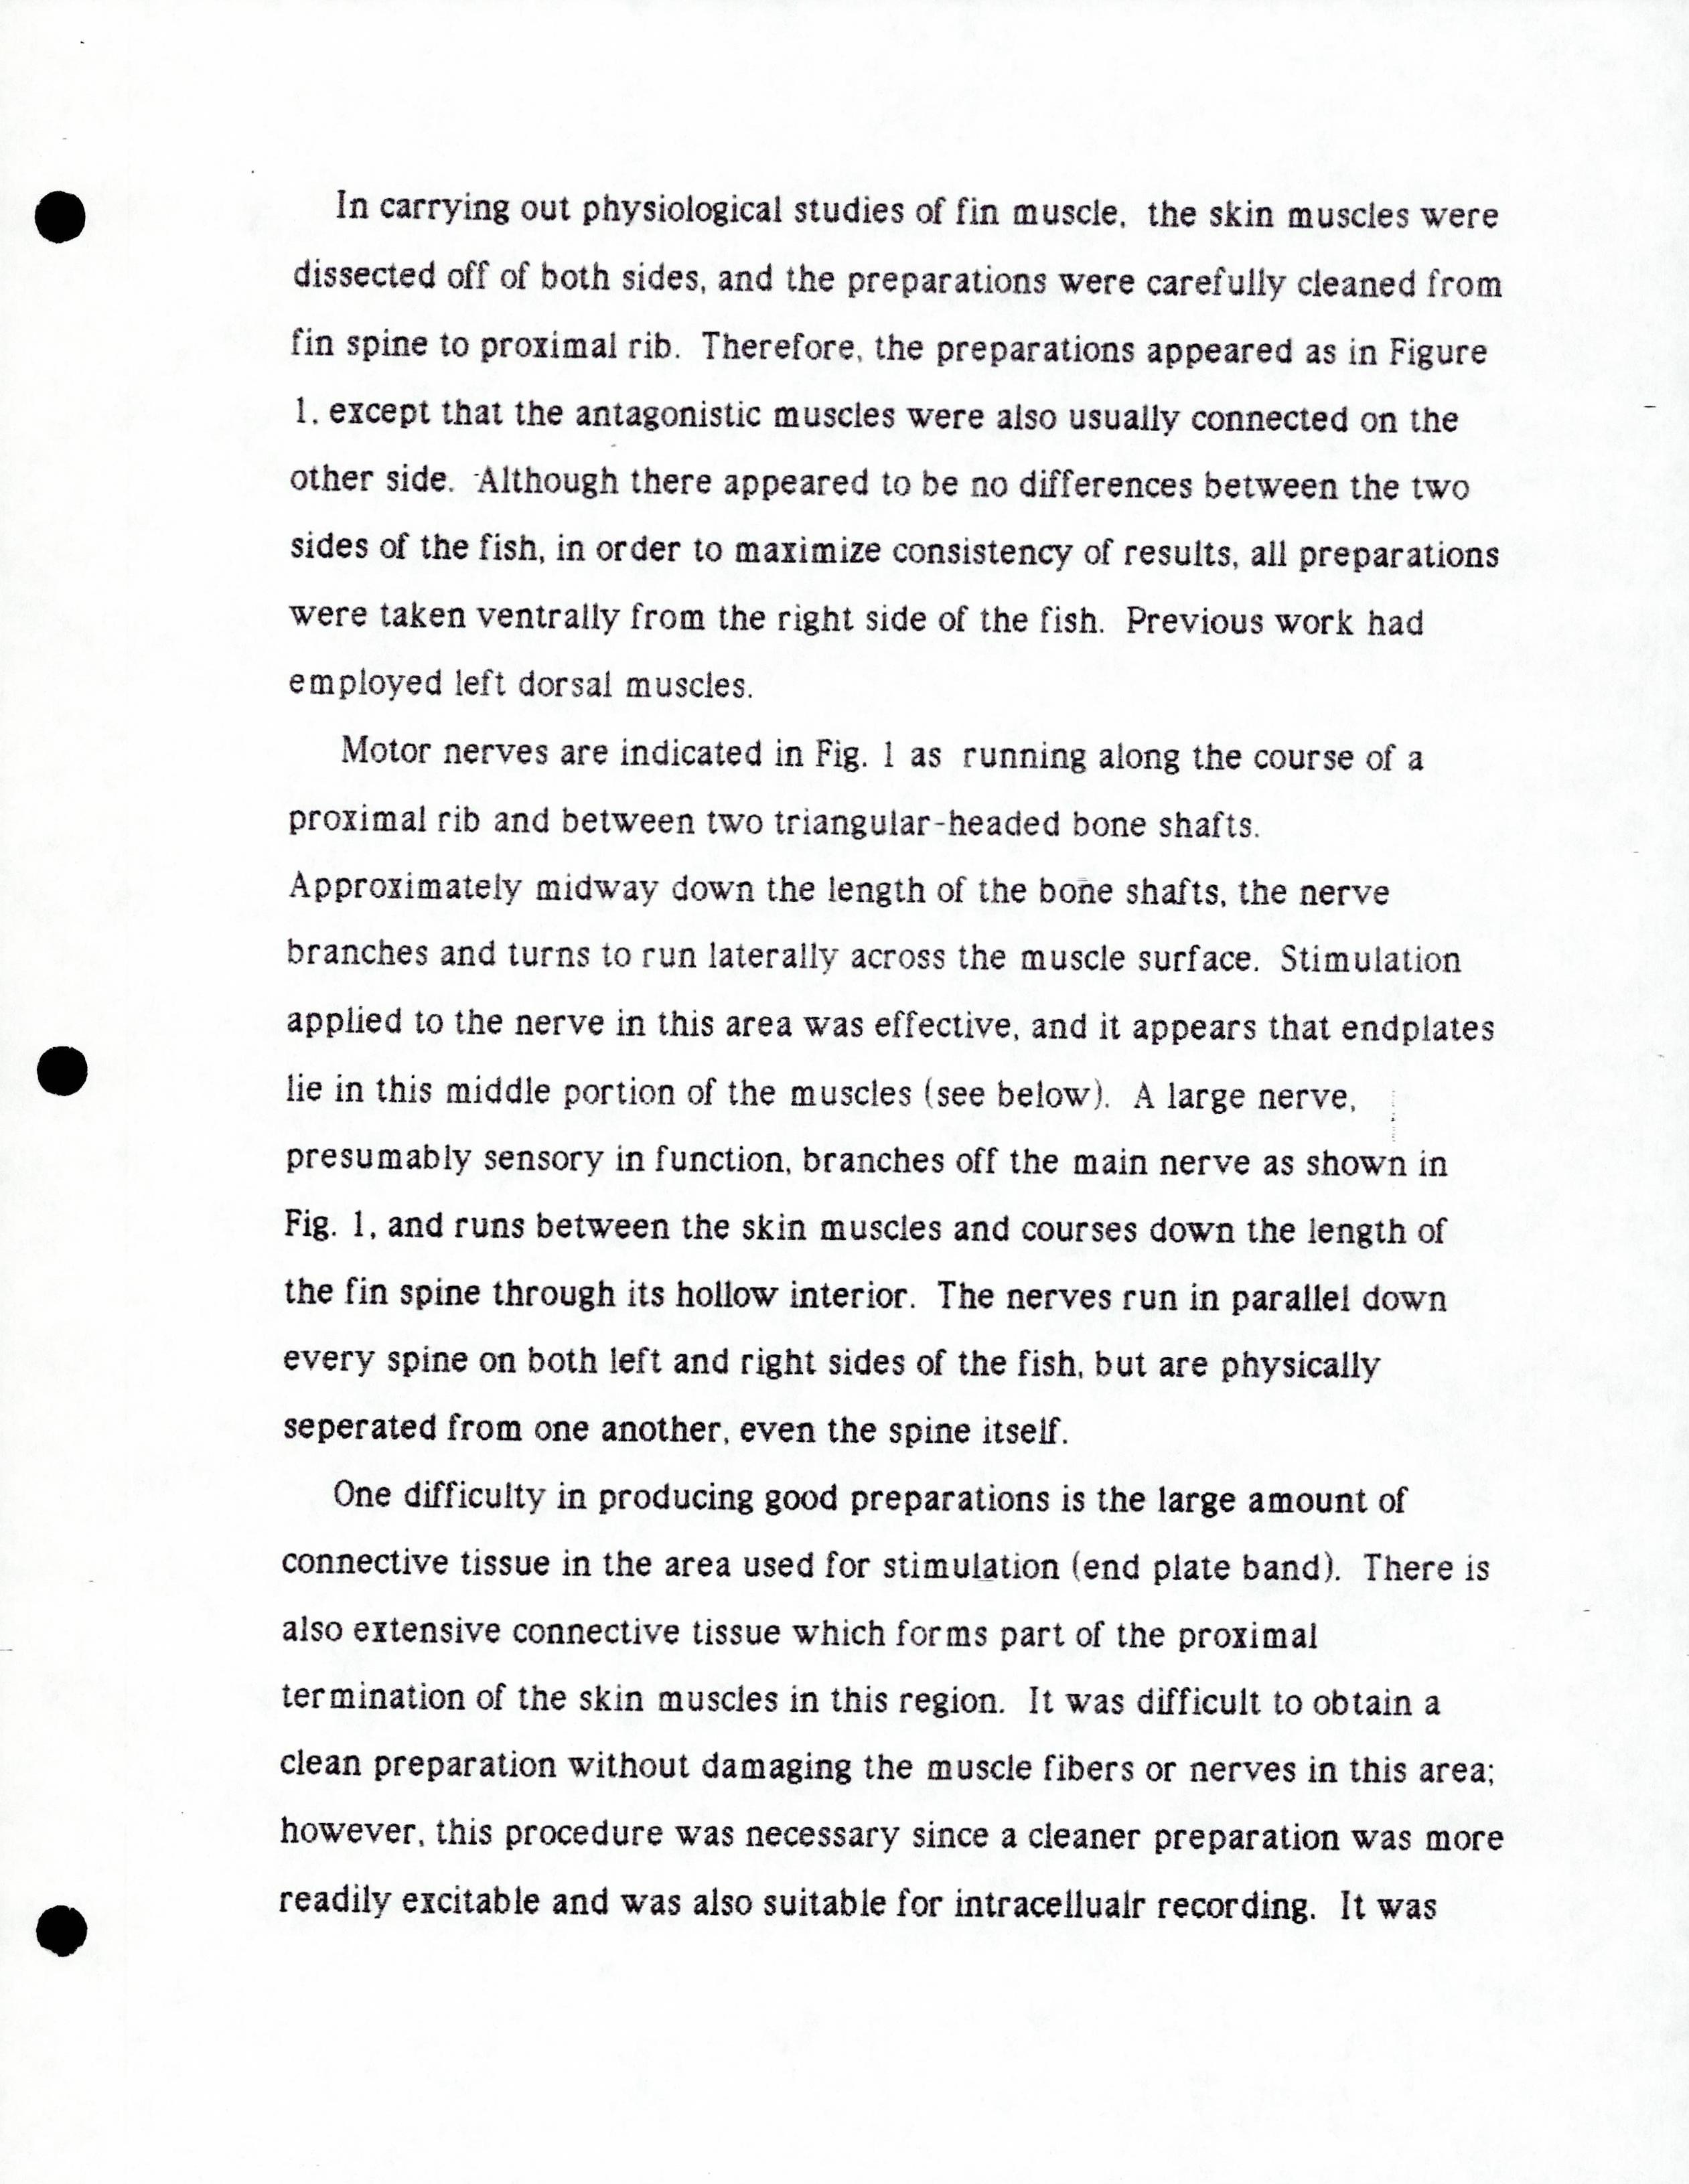 In carrying out physiological studies of fin muscle, the skin muscles were
dissected off of both sides, and the preparations were carefully cleaned from
fin spine to proximal rib. Therefore, the preparations appeared as in Figure
1, except that the antagonistic muscles were also usually connected on the
other side. Although there appeared to be no differences between the two
sides of the fish, in order to maximize consistency of results, all preparations
were taken ventrally from the right side of the fish. Previous work had
employed left dorsal muscles.
Motor nerves are indicated in Fig. 1 as running along the course of a
proximal rib and between two triangular-headed bone shafts.
Approximately midway down the length of the bone shafts, the nerve
branches and turns to run laterally across the muscle surface. Stimulation
applied to the nerve in this area was effective, and it appears that endplates
lie in this middle portion of the muscles (see below). A large nerve,
presumably sensory in function, branches off the main nerve as shown in
Fig. 1, and runs between the skin muscles and courses down the length of
the fin spine through its hollow interior. The nerves run in parallel down
every spine on both left and right sides of the fish, but are physically
seperated from one another, even the spine itself.
One difficulty in producing good preparations is the large amount of
connective tissue in the area used for stimulation (end plate band). There is
also extensive connective tissue which forms part of the proximal
termination of the skin muscles in this region. It was difficult to obtain a
clean preparation without damaging the muscle fibers or nerves in this area;
however, this procedure was necessary since a cleaner preparation was more
readily excitable and was also suitable for intracellualr recording. It was